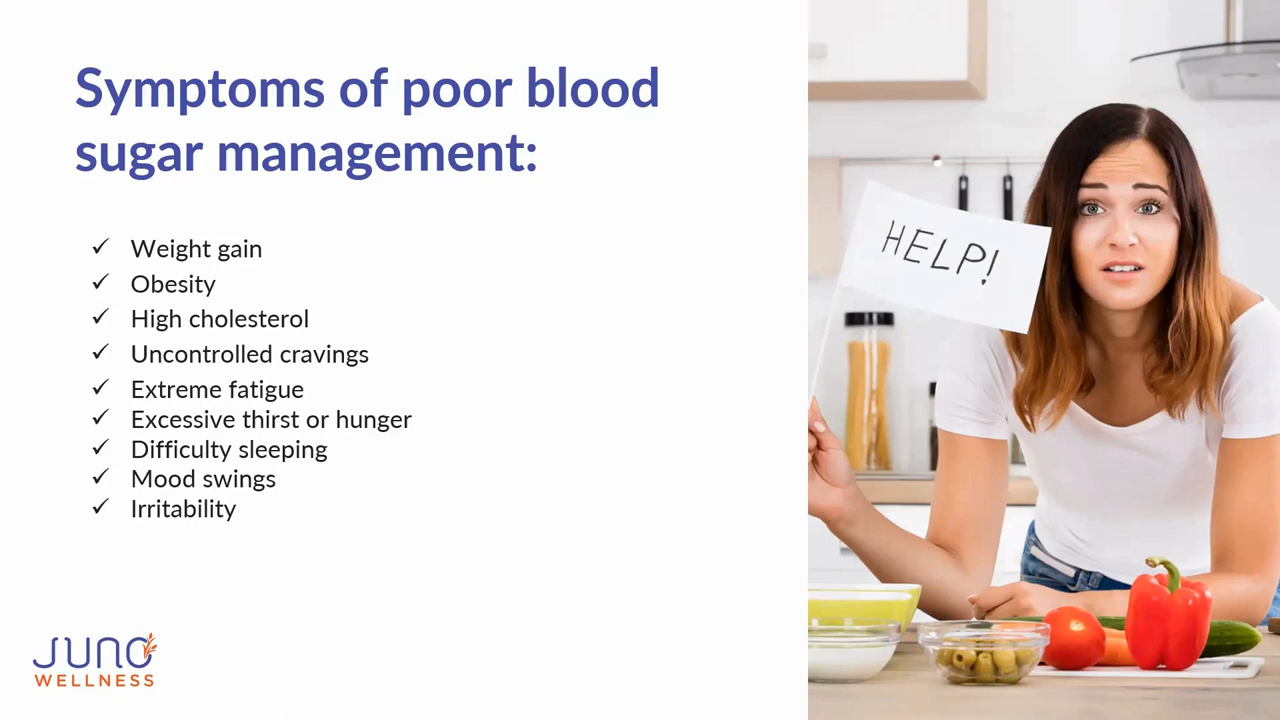 Symptoms of poor blood
sugar management:
✓ Weight gain
✓ Obesity
✓ High cholesterol
✓ Uncontrolled cravings
✓ Extreme fatigue
✓ Excessive thirst or hunger
✓ Difficulty sleeping
✓ Mood swings
✓ Irritability
HELP!
JUNO
WELLNESS